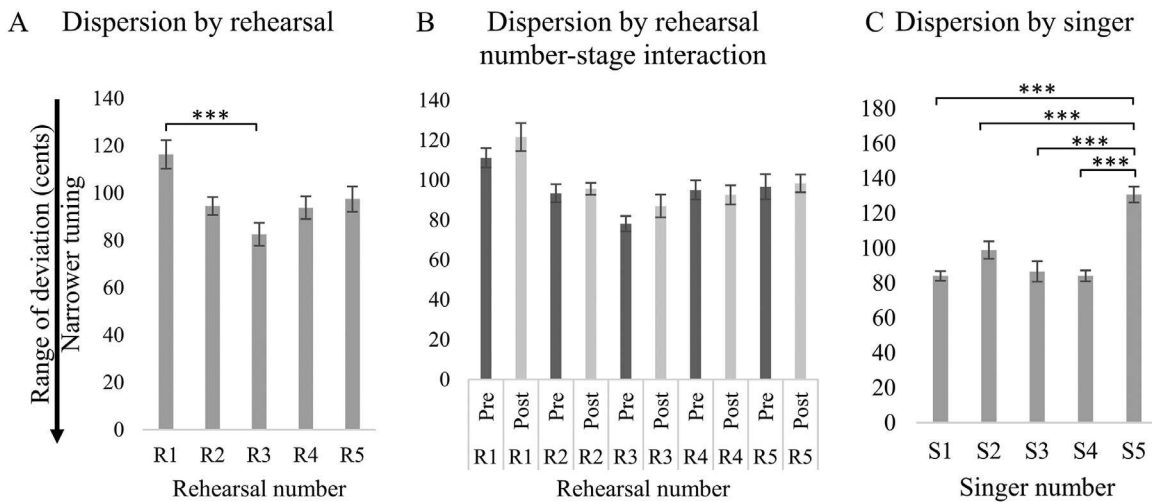 A Dispersion by rehearsal
Range of deviation (cents)
Narrower tuning
140
120
100
80
60
40
20
0
***
R1 R2 R3 R4 R5
Rehearsal number
B Dispersion by rehearsal
number-stage interaction
140
120
100
80
60
40
20
0
Pre Post Pre Post Pre Post Pre Post Pre Post
R1 R1 R2 R2 R3 R3 R4 R4 R5 R5
Rehearsal number
C Dispersion by singer
180
160
140
120
100
80
60
40
20
0
***
***
***
***
S1 S2 S3 S4 S5
Singer number